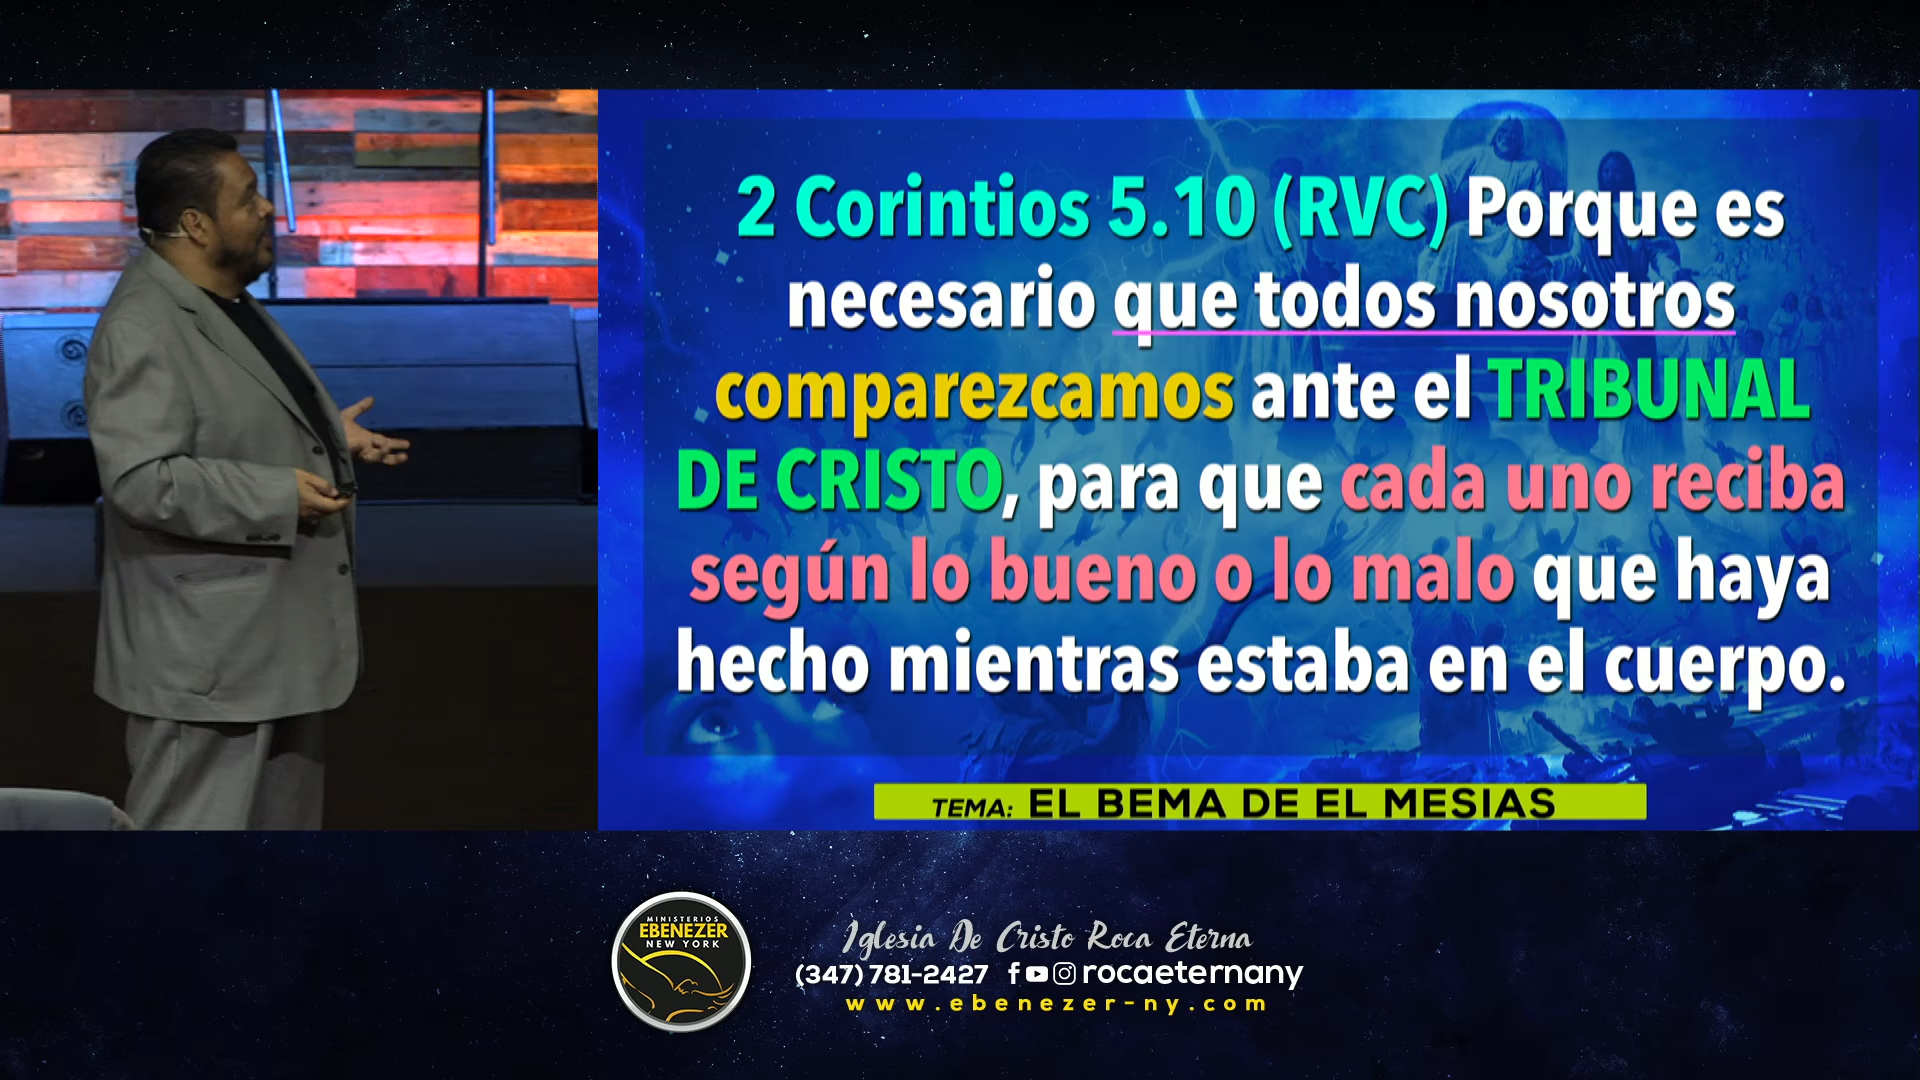 2 Corintios 5.10 (RVC) Porque es
necesario que todos nosotros
comparezcamos ante el TRIBUNAL
DE CRISTO, para que cada uno reciba
según lo bueno o lo malo que haya
hecho mientras estaba en el cuerpo.
TEMA: EL BEMA DE EL MESIAS
MINISTERIOS
EBENEZER
NEW YORK
Iglesia De Cristo Roca Eterna
(347) 781-2427 rocaeternany
www.ebenezer-ny.com